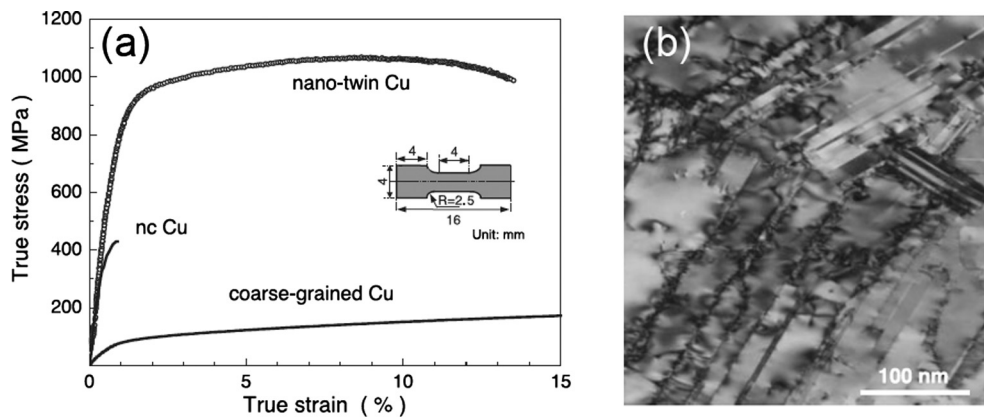 (a)
True stress ( MPa)
1200
1000
800
600
400
200
0
5
10
15
True strain ( % )
nano-twin Cu
nc Cu
coarse-grained Cu
4
4
4
R=2.5
16
Unit: mm
(b)
100 nm